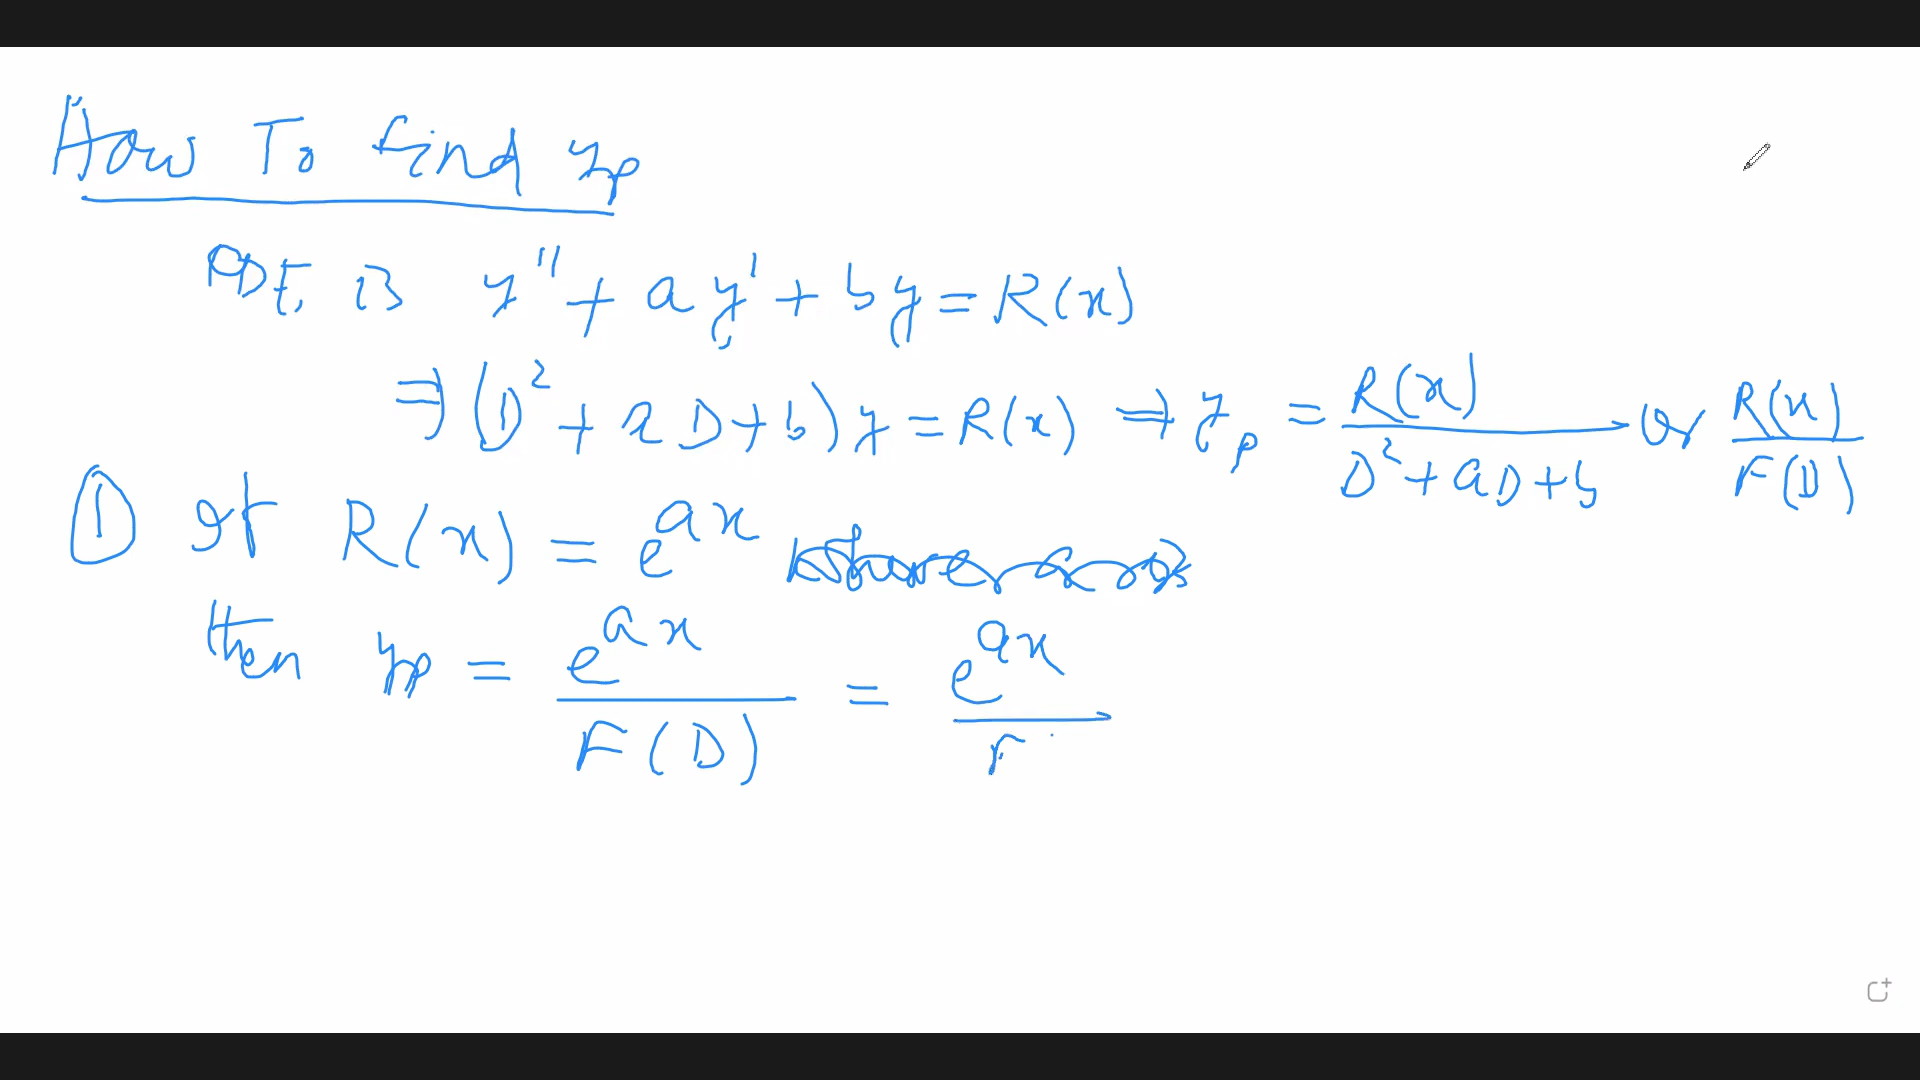 How To find yp
ODE is y'' + ay' + by = R(x)
⇒ (D² + aD + b) y = R(x) ⇒ yp = R(x) / D² + aD + b or R(x) / F(D)
① If R(x) = e^ax
then yp = e^ax / F(D) = e^ax / F